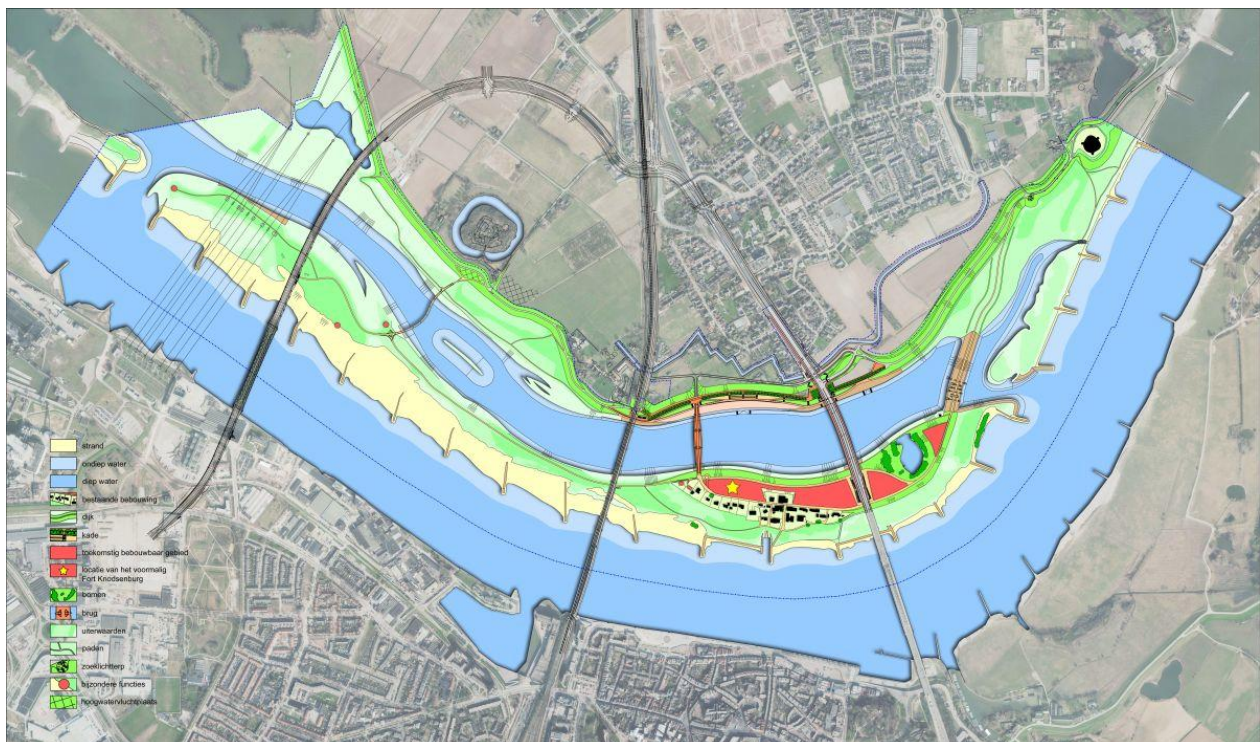 strand
ondiep water
diep water
bestaande bebouwing
dijk
kade
toekomstig bebouwbaar gebied
locatie van het voormalig
Fort Knodsenburg
bomen
brug
uiterwaarden
paden
zoeklichtterp
bijzondere functies
hoogwatervluchtplaats